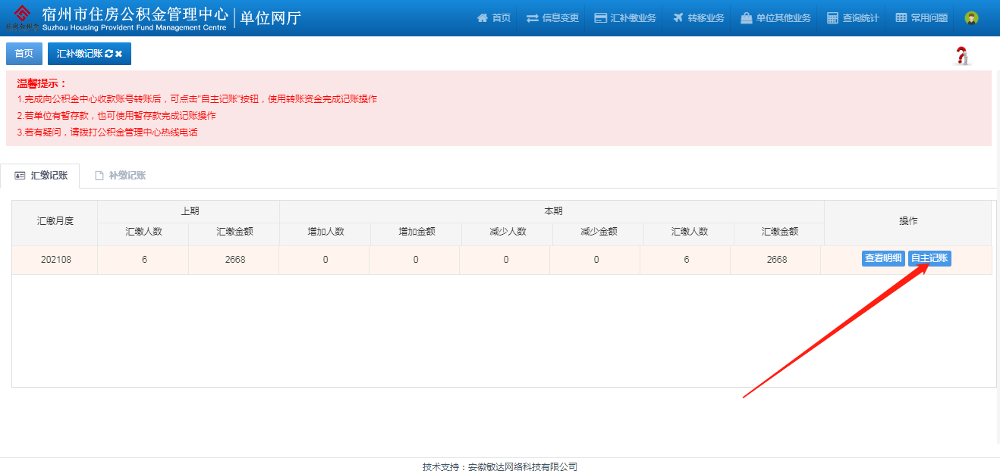 宿州市住房公积金管理中心 单位网厅
Suzhou Housing Provident Fund Management Centre
首页 信息变更 汇补缴业务 转移业务 单位其他业务 查询统计 常用问题
首页 汇补缴记账
温馨提示：
1.完成向公积金中心收款账号转账后，可点击"自主记账"按钮，使用转账资金完成记账操作
2.若单位有暂存款，也可使用暂存款完成记账操作
3.若有疑问，请拨打公积金管理中心热线电话
汇缴记账 补缴记账
汇缴月度 上期 本期 操作
汇缴人数 汇缴金额 增加人数 增加金额 减少人数 减少金额 汇缴人数 汇缴金额
202108 6 2668 0 0 0 0 6 2668 查看明细 自主记账
技术支持：安徽敏达网络科技有限公司